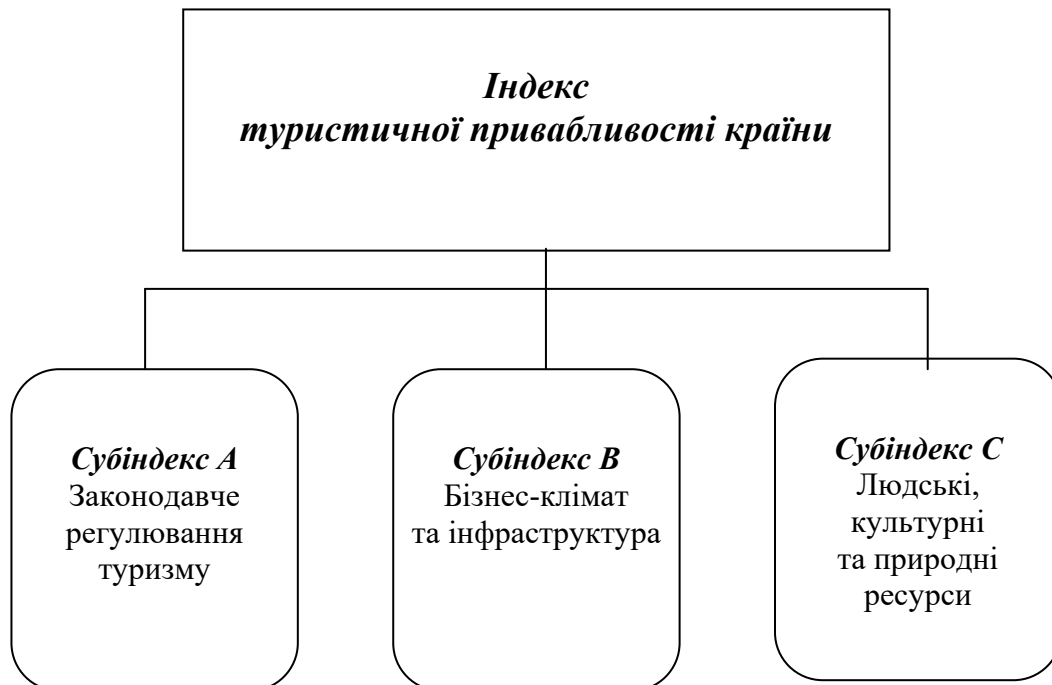 Індекс
туристичної привабливості країни
Субіндекс А
Законодавче
регулювання
туризму
Субіндекс В
Бізнес-клімат
та інфраструктура
Субіндекс С
Людські,
культурні
та природні
ресурси